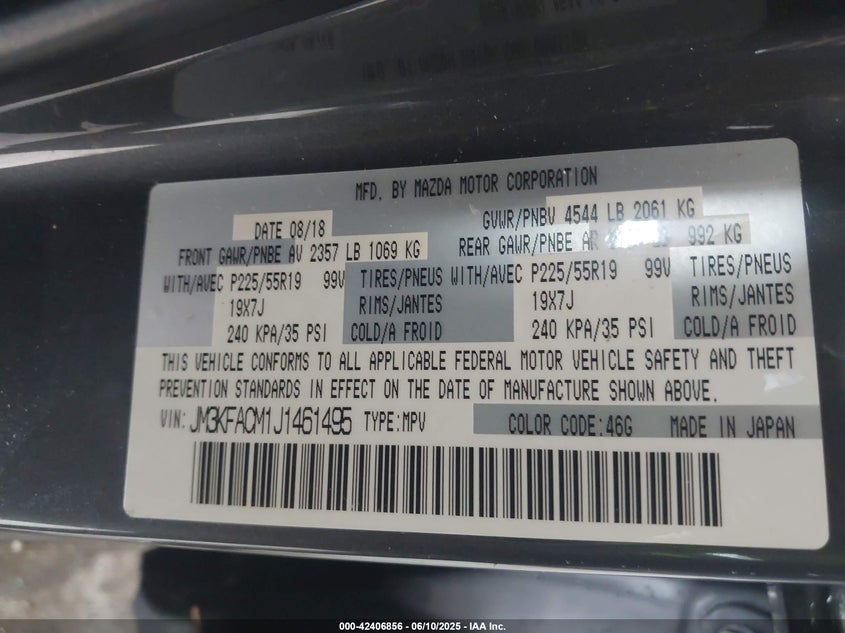 MFD. BY MAZDA MOTOR CORPORATION
DATE 08/18 GVWR/PNBV 4544 LB 2061 KG
FRONT GAWR/PNBE AV 2357 LB 1069 KG REAR GAWR/PNBE AR 992 KG
WITH/AVEC P225/55R19 99V TIRES/PNEUS WITH/AVEC P225/55R19 99V TIRES/PNEUS
19X7J RIMS/JANTES 19X7J RIMS/JANTES
240 KPA/35 PSI COLD/A FROID 240 KPA/35 PSI COLD/A FROID
THIS VEHICLE CONFORMS TO ALL APPLICABLE FEDERAL MOTOR VEHICLE SAFETY AND THEFT
PREVENTION STANDARDS IN EFFECT ON THE DATE OF MANUFACTURE SHOWN ABOVE.
VIN: JM3KFACM1J1461495 TYPE:MPV COLOR CODE:46G MADE IN JAPAN
000-42406856 - 06/10/2025 - IAA Inc.